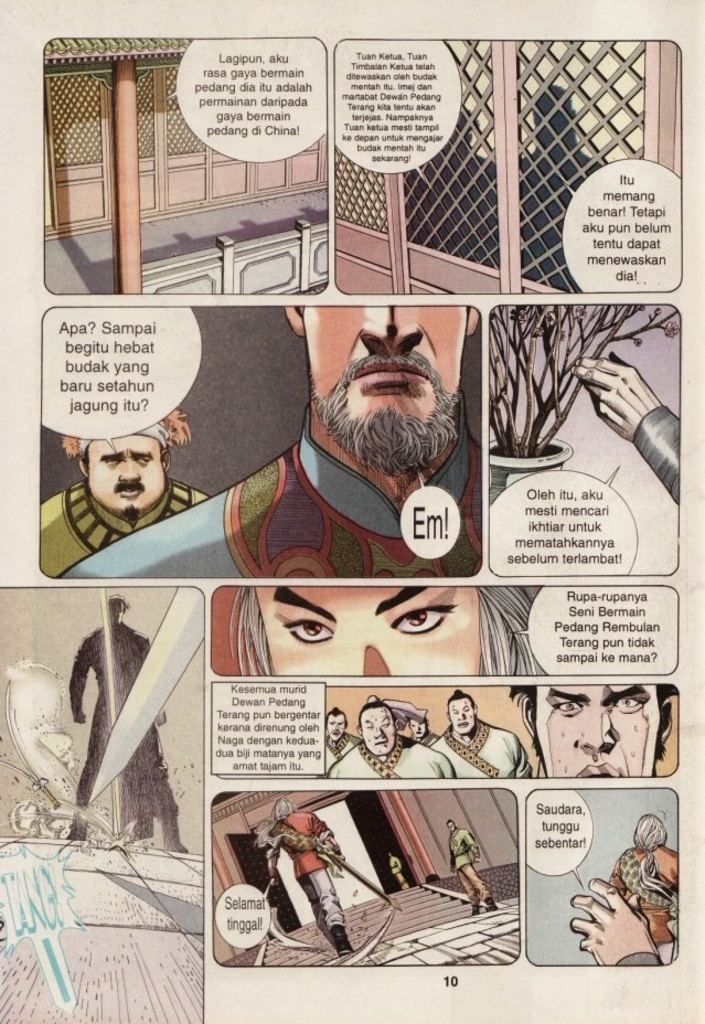 Lagipun, aku
rasa gaya bermain
pedang dia itu adalah
permainan daripada
gaya bermain
pedang di China!
Tuan Ketua, Tuan
Timbalan Ketua telah
ditewaskan oleh budak
mentah itu. Imej dan
martabat Dewan Pedang
Terang kita tentu akan
terjejas. Nampaknya
Tuan ketua mesti tampil
ke depan untuk mengajar
budak mentah itu
sekarang!
Itu
memang
benar! Tetapi
aku pun belum
tentu dapat
menewaskan
dia!
Apa? Sampai
begitu hebat
budak yang
baru setahun
jagung itu?
Em!
Oleh itu, aku
mesti mencari
ikhtiar untuk
mematahkannya
sebelum terlambat!
Rupa-rupanya
Seni Bermain
Pedang Rembulan
Terang pun tidak
sampai ke mana?
Kesemua murid
Dewan Pedang
Terang pun bergentar
kerana direnung oleh
Naga dengan kedua-
dua biji matanya yang
amat tajam itu.
TANG
Selamat
tinggal!
Saudara,
tunggu
sebentar!
10